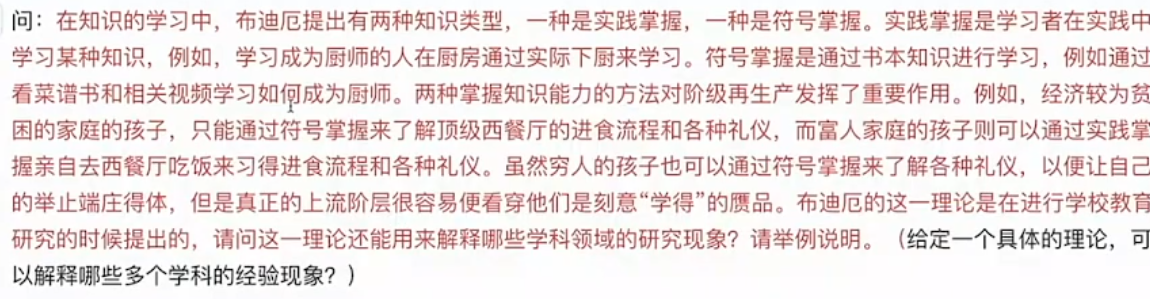 问：在知识的学习中，布迪厄提出有两种知识类型，一种是实践掌握，一种是符号掌握。实践掌握是学习者在实践中
学习某种知识，例如，学习成为厨师的人在厨房通过实际下厨来学习。符号掌握是通过书本知识进行学习，例如通过
看菜谱书和相关视频学习如何成为厨师。两种掌握知识能力的方法对阶级再生产发挥了重要作用。例如，经济较为贫
困的家庭的孩子，只能通过符号掌握来了解顶级西餐厅的进食流程和各种礼仪，而富人家庭的孩子则可以通过实践掌
握亲自去西餐厅吃饭来习得进食流程和各种礼仪。虽然穷人的孩子也可以通过符号掌握来了解各种礼仪，以便让自己
的举止端庄得体，但是真正的上流阶层很容易便看穿他们是刻意“学得”的赝品。布迪厄的这一理论是在进行学校教育
研究的时候提出的，请问这一理论还能用来解释哪些学科领域的研究现象？请举例说明。（给定一个具体的理论，可
以解释哪些多个学科的经验现象？）